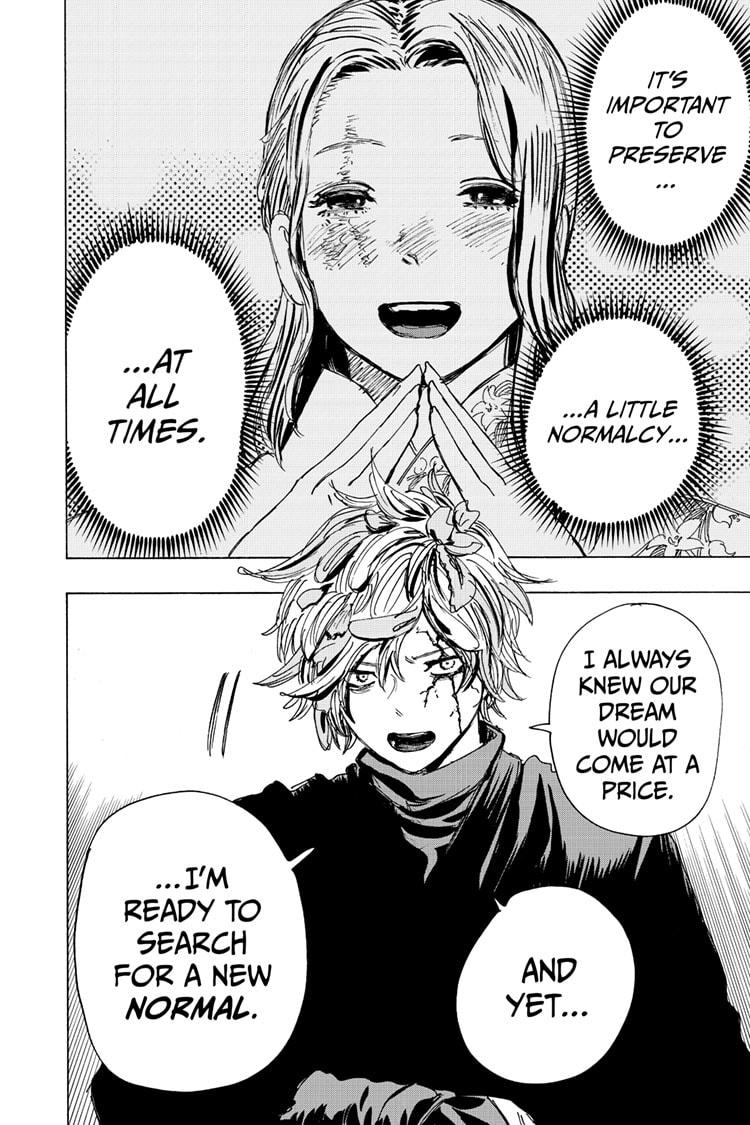 IT'S
IMPORTANT
TO
PRESERVE
...
...A LITTLE
NORMALCY...
...AT
ALL
TIMES.
I ALWAYS
KNEW OUR
DREAM
WOULD
COME AT A
PRICE.
AND
YET...
...I'M
READY TO
SEARCH
FOR A NEW
NORMAL.